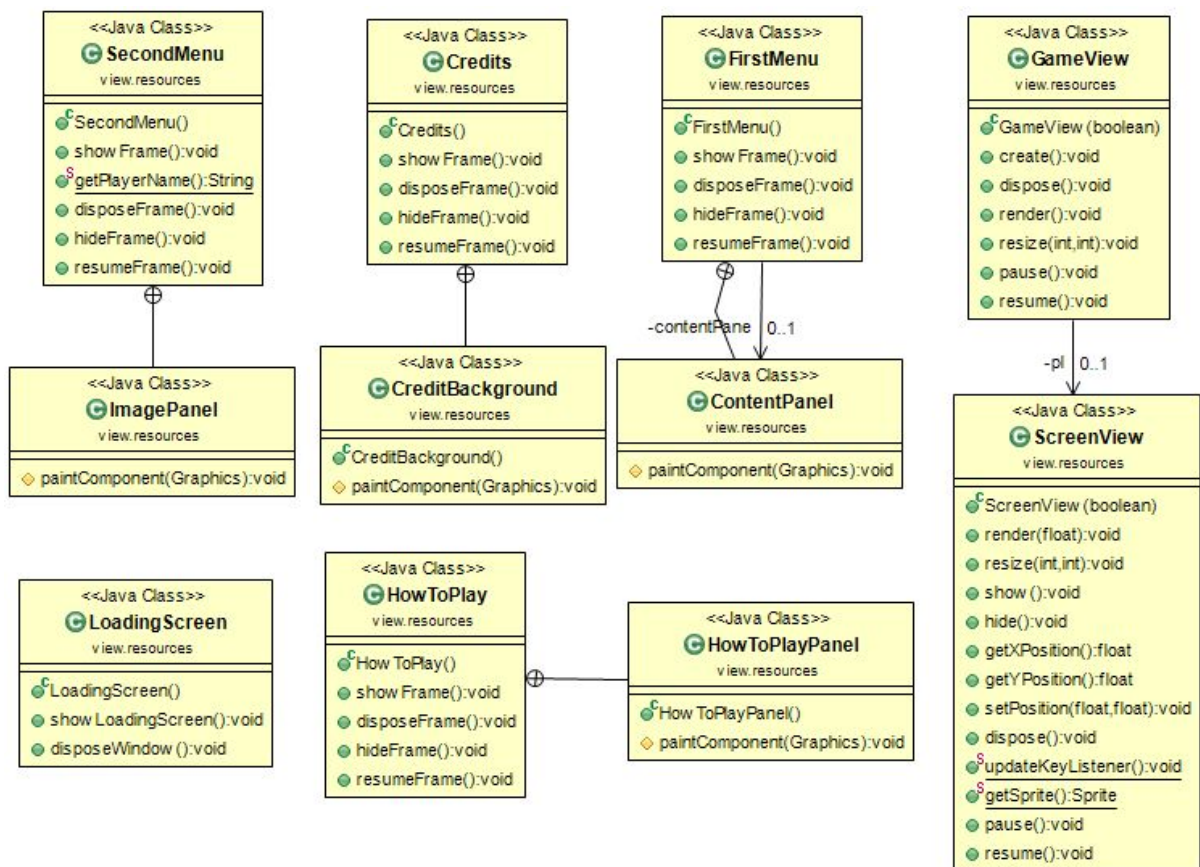 <<Java Class>>
SecondMenu
view.resources
SecondMenu()
showFrame():void
getPlayerName():String
disposeFrame():void
hideFrame():void
resumeFrame():void
<<Java Class>>
Credits
view.resources
Credits()
showFrame():void
disposeFrame():void
hideFrame():void
resumeFrame():void
<<Java Class>>
FirstMenu
view.resources
FirstMenu()
showFrame():void
disposeFrame():void
hideFrame():void
resumeFrame():void
<<Java Class>>
GameView
view.resources
GameView(boolean)
create():void
dispose():void
render():void
resize(int,int):void
pause():void
resume():void
-contentPane 0..1
-pl 0..1
<<Java Class>>
ImagePanel
view.resources
paintComponent(Graphics):void
<<Java Class>>
CreditBackground
view.resources
CreditBackground()
paintComponent(Graphics):void
<<Java Class>>
ContentPanel
view.resources
paintComponent(Graphics):void
<<Java Class>>
ScreenView
view.resources
ScreenView(boolean)
render(float):void
resize(int,int):void
show():void
hide():void
getXPosition():float
getYPosition():float
setPosition(float,float):void
dispose():void
updateKeyListener():void
getSprite():Sprite
pause():void
resume():void
<<Java Class>>
LoadingScreen
view.resources
LoadingScreen()
showLoadingScreen():void
disposeWindow():void
<<Java Class>>
HowToPlay
view.resources
HowToPlay()
showFrame():void
disposeFrame():void
hideFrame():void
resumeFrame():void
<<Java Class>>
HowToPlayPanel
view.resources
HowToPlayPanel()
paintComponent(Graphics):void